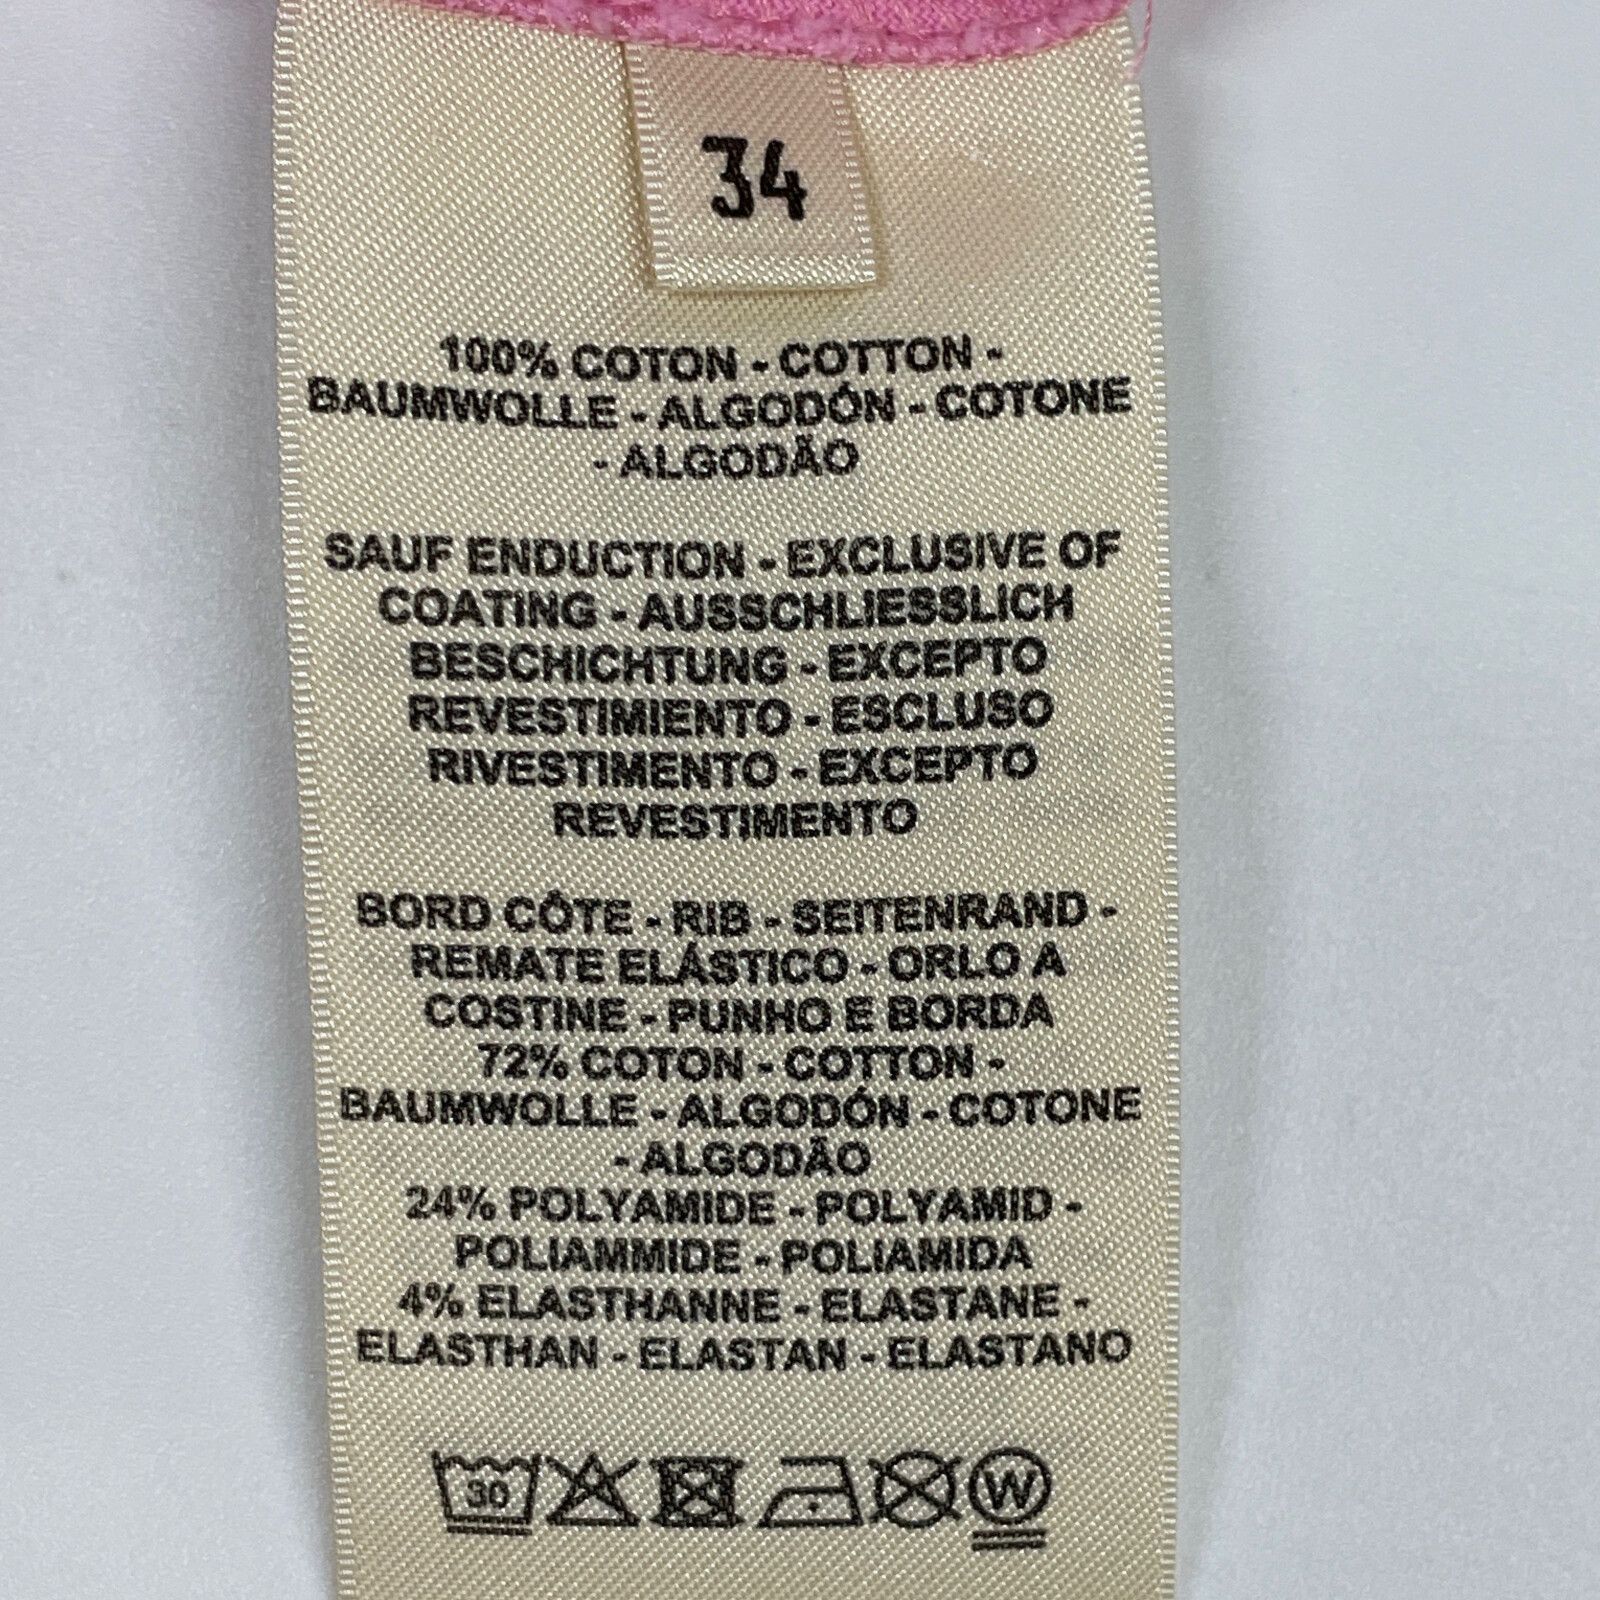 34
100% COTON - COTTON -
BAUMWOLLE - ALGODÓN - COTONE
- ALGODÃO
SAUF ENDUCTION - EXCLUSIVE OF
COATING - AUSSCHLIESSLICH
BESCHICHTUNG - EXCEPTO
REVESTIMIENTO - ESCLUSO
RIVESTIMENTO - EXCEPTO
REVESTIMENTO
BORD CÔTE - RIB - SEITENRAND -
REMATE ELÁSTICO - ORLO A
COSTINE - PUNHO E BORDA
72% COTON - COTTON -
BAUMWOLLE - ALGODÓN - COTONE
- ALGODÃO
24% POLYAMIDE - POLYAMID -
POLIAMMIDE - POLIAMIDA
4% ELASTHANNE - ELASTANE -
ELASTHAN - ELASTAN - ELASTANO
30 W